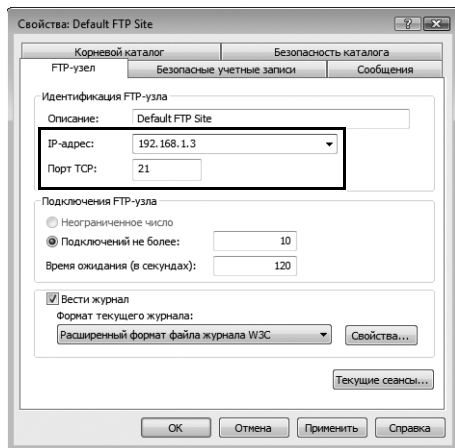 Свойства: Default FTP Site
Корневой каталог Безопасность каталога
FTP-узел Безопасные учетные записи Сообщения
Идентификация FTP-узла
Описание: Default FTP Site
IP-адрес: 192.168.1.3
Порт TCP: 21
Подключения FTP-узла
Неограниченное число
Подключений не более: 10
Время ожидания (в секундах): 120
Вести журнал
Формат текущего журнала:
Расширенный формат файла журнала W3C Свойства...
Текущие сеансы...
ОК Отмена Применить Справка